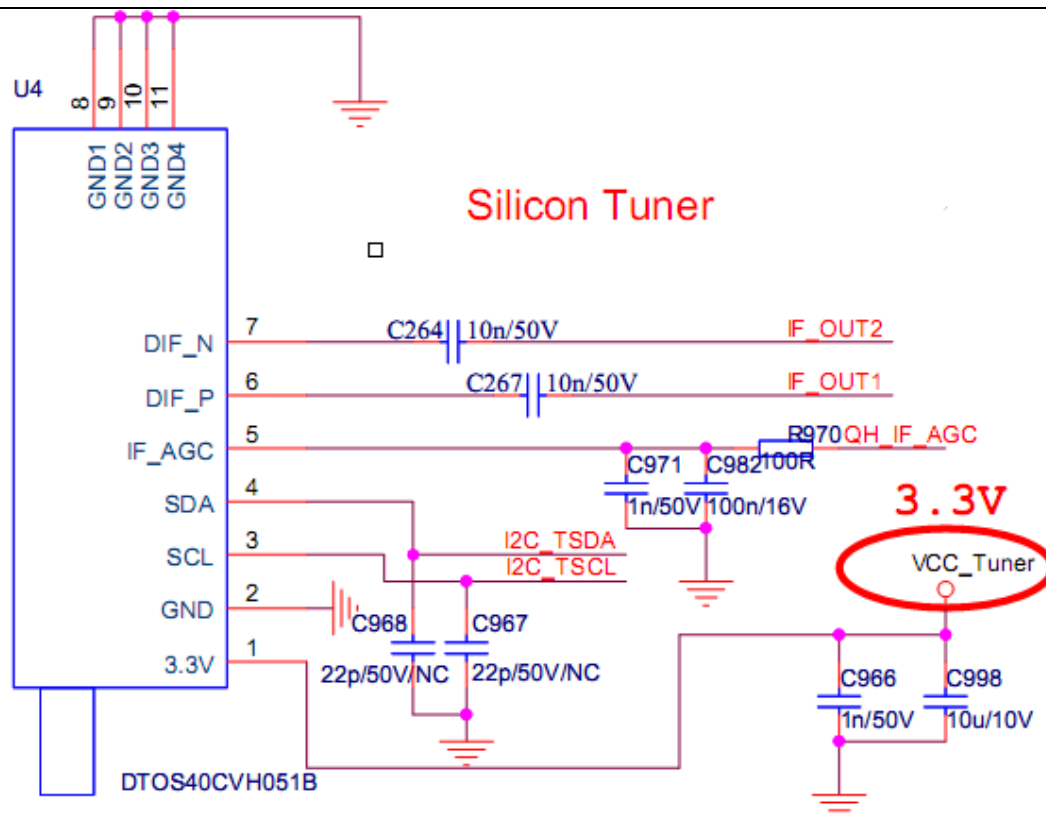 U4
8
9
10
11
GND1
GND2
GND3
GND4
Silicon Tuner
DIF_N
7
C264
10n/50V
IF_OUT2
DIF_P
6
C267
10n/50V
IF_OUT1
IF_AGC
5
R970
QH_IF_AGC
100R
C971
1n/50V
C982
100n/16V
SDA
4
I2C_TSDA
SCL
3
I2C_TSCL
3.3V
VCC_Tuner
GND
2
C968
22p/50V/NC
C967
22p/50V/NC
3.3V
1
C966
1n/50V
C998
10u/10V
DTOS40CVH051B